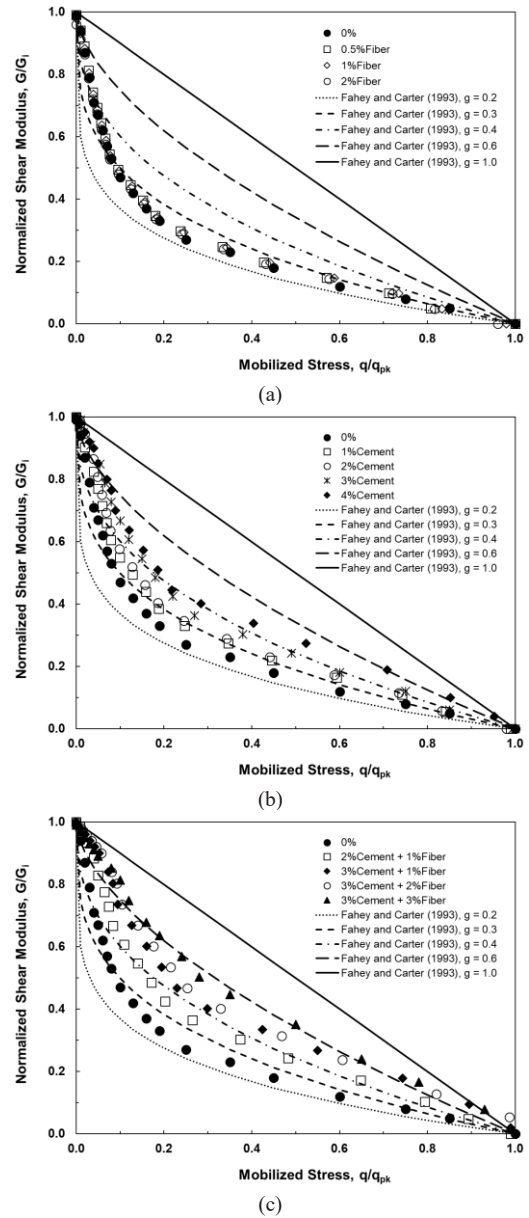 1.0
0.8
0.6
0.4
0.2
0.0
Normalized Shear Modulus, G/Gi
0%
0.5%Fiber
1%Fiber
2%Fiber
Fahey and Carter (1993), g = 0.2
Fahey and Carter (1993), g = 0.3
Fahey and Carter (1993), g = 0.4
Fahey and Carter (1993), g = 0.6
Fahey and Carter (1993), g = 1.0
0.0 0.2 0.4 0.6 0.8 1.0
Mobilized Stress, q/qpk
(a)
1.0
0.8
0.6
0.4
0.2
0.0
Normalized Shear Modulus, G/Gi
0%
1%Cement
2%Cement
3%Cement
4%Cement
Fahey and Carter (1993), g = 0.2
Fahey and Carter (1993), g = 0.3
Fahey and Carter (1993), g = 0.4
Fahey and Carter (1993), g = 0.6
Fahey and Carter (1993), g = 1.0
0.0 0.2 0.4 0.6 0.8 1.0
Mobilized Stress, q/qpk
(b)
1.0
0.8
0.6
0.4
0.2
0.0
Normalized Shear Modulus, G/Gi
0%
2%Cement + 1%Fiber
3%Cement + 1%Fiber
3%Cement + 2%Fiber
3%Cement + 3%Fiber
Fahey and Carter (1993), g = 0.2
Fahey and Carter (1993), g = 0.3
Fahey and Carter (1993), g = 0.4
Fahey and Carter (1993), g = 0.6
Fahey and Carter (1993), g = 1.0
0.0 0.2 0.4 0.6 0.8 1.0
Mobilized Stress, q/qpk
(c)